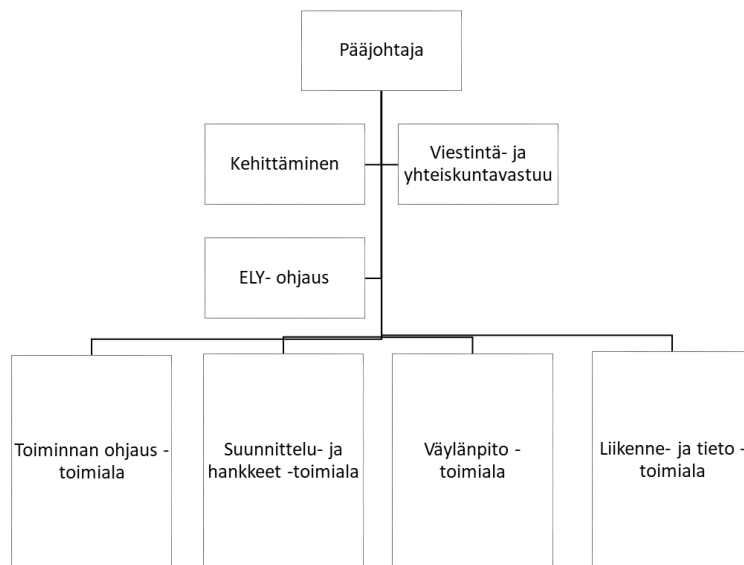 Pääjohtaja
Kehittäminen
Viestintä- ja
yhteiskuntavastuu
ELY- ohjaus
Toiminnan ohjaus -
toimiala
Suunnittelu- ja
hankkeet -toimiala
Väylänpito -
toimiala
Liikenne- ja tieto -
toimiala